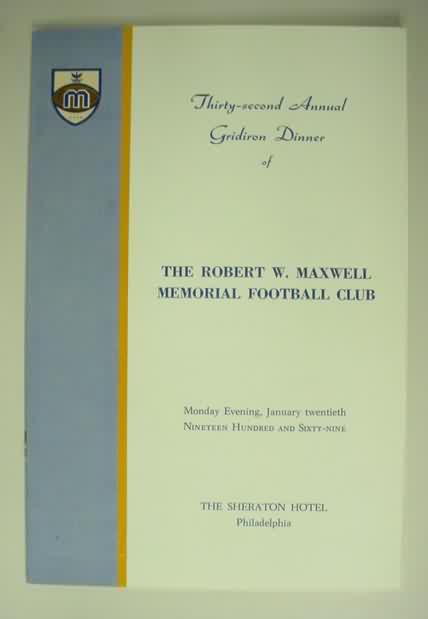 M
Thirty-second Annual
Gridiron Dinner
of
THE ROBERT W. MAXWELL
MEMORIAL FOOTBALL CLUB
Monday Evening, January twentieth
NINETEEN HUNDRED AND SIXTY-NINE
THE SHERATON HOTEL
Philadelphia